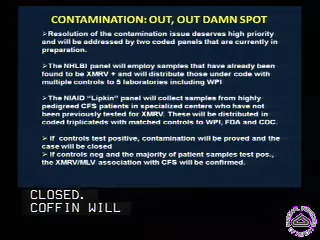 CONTAMINATION: OUT, OUT DAMN SPOT
➢Resolution of the contamination issue deserves high priority
and will be addressed by two coded panels that are currently in
preparation.
➢The NHLBI panel will employ samples that have already been
found to be XMRV + and will distribute those under code with
multiple controls to 5 laboratories including WPI
➢The NIAID “Lipkin” panel will collect samples from highly
pedigreed CFS patients in specialized centers who have not
been previously tested for XMRV. These will be distributed in
coded triplicateds with matched controls to WPI, FDA and CDC.
➢ If controls test positive, contamination will be proved and the
case will be closed
➢ If controls neg and the majority of patient samples test pos.,
the XMRV/MLV association with CFS will be confirmed.
CLOSED.
COFFIN WILL